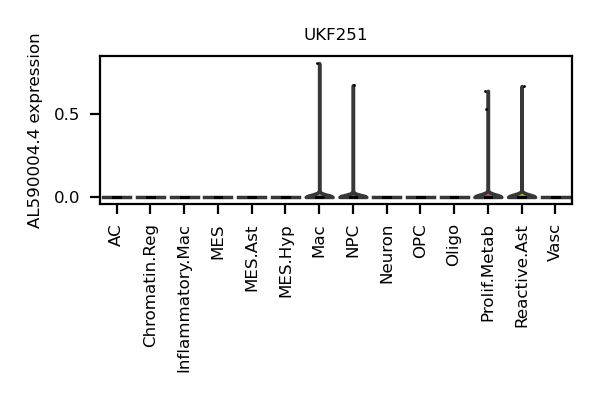 UKF251
AL590004.4 expression
0.5
0.0
AC
Chromatin.Reg
Inflammatory.Mac
MES
MES.Ast
MES.Hyp
Mac
NPC
Neuron
OPC
Oligo
Prolif.Metab
Reactive.Ast
Vasc